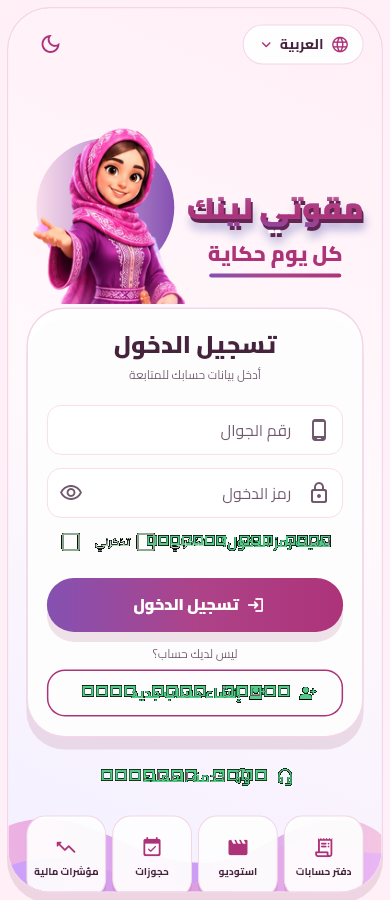 العربية
مقوتي لينك
كل يوم حكاية
تسجيل الدخول
أدخل بيانات حسابك للمتابعة
رقم الجوال
رمز الدخول
تسجيل الدخول
ليس لديك حساب؟
دفتر حسابات
استوديو
حجوزات
مؤشرات مالية